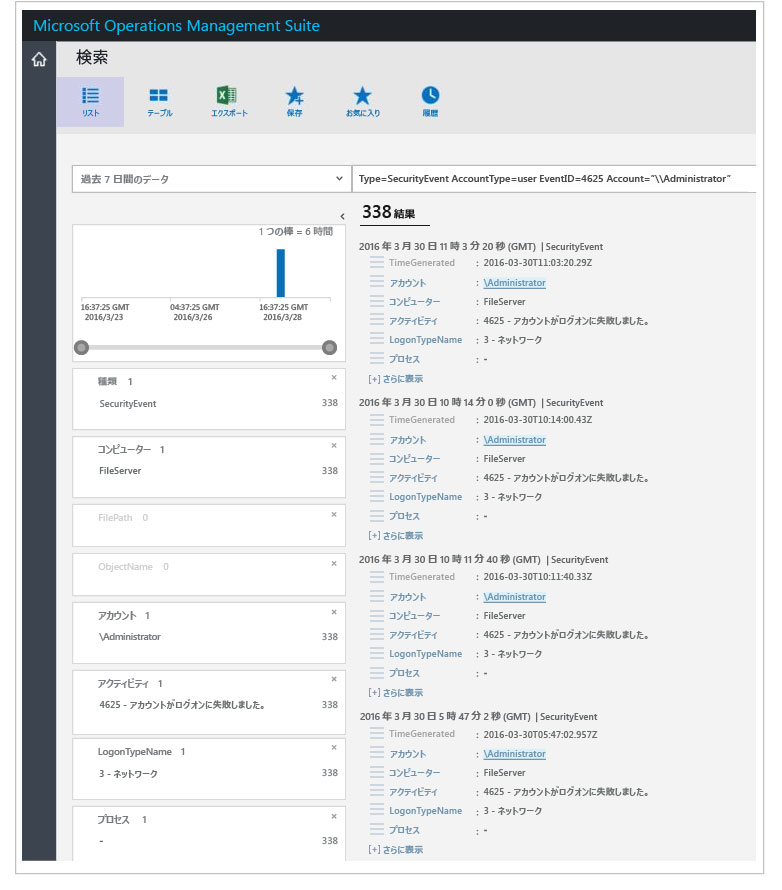 Microsoft Operations Management Suite
検索
リスト
テーブル
エクスポート
保存
お気に入り
履歴
過去 7 日間のデータ
Type=SecurityEvent AccountType=user EventID=4625 Account="\\Administrator"
1 つの棒 = 6 時間
16:37:25 GMT 04:37:25 GMT 16:37:25 GMT
2016/3/23 2016/3/26 2016/3/28
種類 1
SecurityEvent 338
コンピューター 1
FileServer 338
FilePath 0
ObjectName 0
アカウント 1
\Administrator 338
アクティビティ 1
4625 - アカウントがログオンに失敗しました。 338
LogonTypeName 1
3 - ネットワーク 338
プロセス 1
- 338
338 結果
2016 年 3 月 30 日 11 時 3 分 20 秒 (GMT) | SecurityEvent
TimeGenerated : 2016-03-30T11:03:20.29Z
アカウント : \Administrator
コンピューター : FileServer
アクティビティ : 4625 - アカウントがログオンに失敗しました。
LogonTypeName : 3 - ネットワーク
プロセス : -
[+] さらに表示
2016 年 3 月 30 日 10 時 14 分 0 秒 (GMT) | SecurityEvent
TimeGenerated : 2016-03-30T10:14:00.43Z
アカウント : \Administrator
コンピューター : FileServer
アクティビティ : 4625 - アカウントがログオンに失敗しました。
LogonTypeName : 3 - ネットワーク
プロセス : -
[+] さらに表示
2016 年 3 月 30 日 10 時 11 分 40 秒 (GMT) | SecurityEvent
TimeGenerated : 2016-03-30T10:11:40.33Z
アカウント : \Administrator
コンピューター : FileServer
アクティビティ : 4625 - アカウントがログオンに失敗しました。
LogonTypeName : 3 - ネットワーク
プロセス : -
[+] さらに表示
2016 年 3 月 30 日 5 時 47 分 2 秒 (GMT) | SecurityEvent
TimeGenerated : 2016-03-30T05:47:02.957Z
アカウント : \Administrator
コンピューター : FileServer
アクティビティ : 4625 - アカウントがログオンに失敗しました。
LogonTypeName : 3 - ネットワーク
プロセス : -
[+] さらに表示